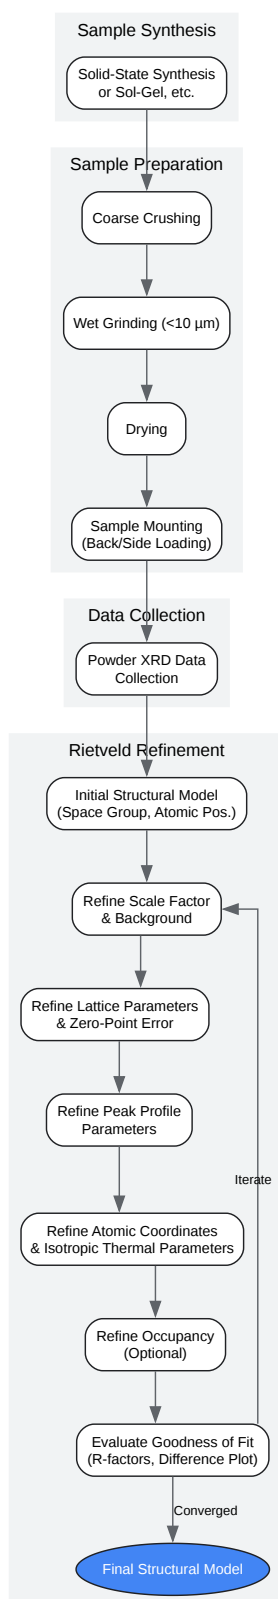 Sample Synthesis
Solid-State Synthesis
or Sol-Gel, etc.
Sample Preparation
Coarse Crushing
Wet Grinding (<10 µm)
Drying
Sample Mounting
(Back/Side Loading)
Data Collection
Powder XRD Data
Collection
Rietveld Refinement
Initial Structural Model
(Space Group, Atomic Pos.)
Refine Scale Factor
& Background
Refine Lattice Parameters
& Zero-Point Error
Refine Peak Profile
Parameters
Iterate
Refine Atomic Coordinates
& Isotropic Thermal Parameters
Refine Occupancy
(Optional)
Evaluate Goodness of Fit
(R-factors, Difference Plot)
Converged
Final Structural Model